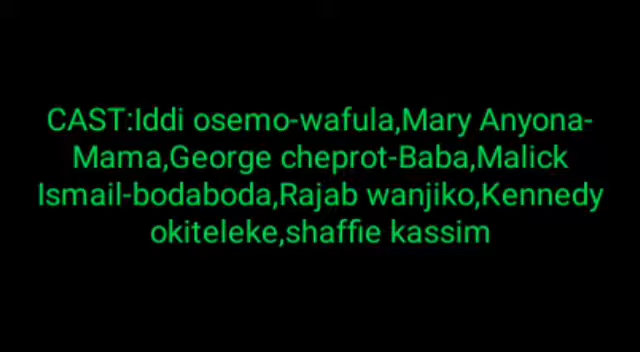 CAST:Iddi osemo-wafula,Mary Anyona-
Mama,George cheprot-Baba,Malick
Ismail-bodaboda,Rajab wanjiko,Kennedy
okiteleke,shaffie kassim